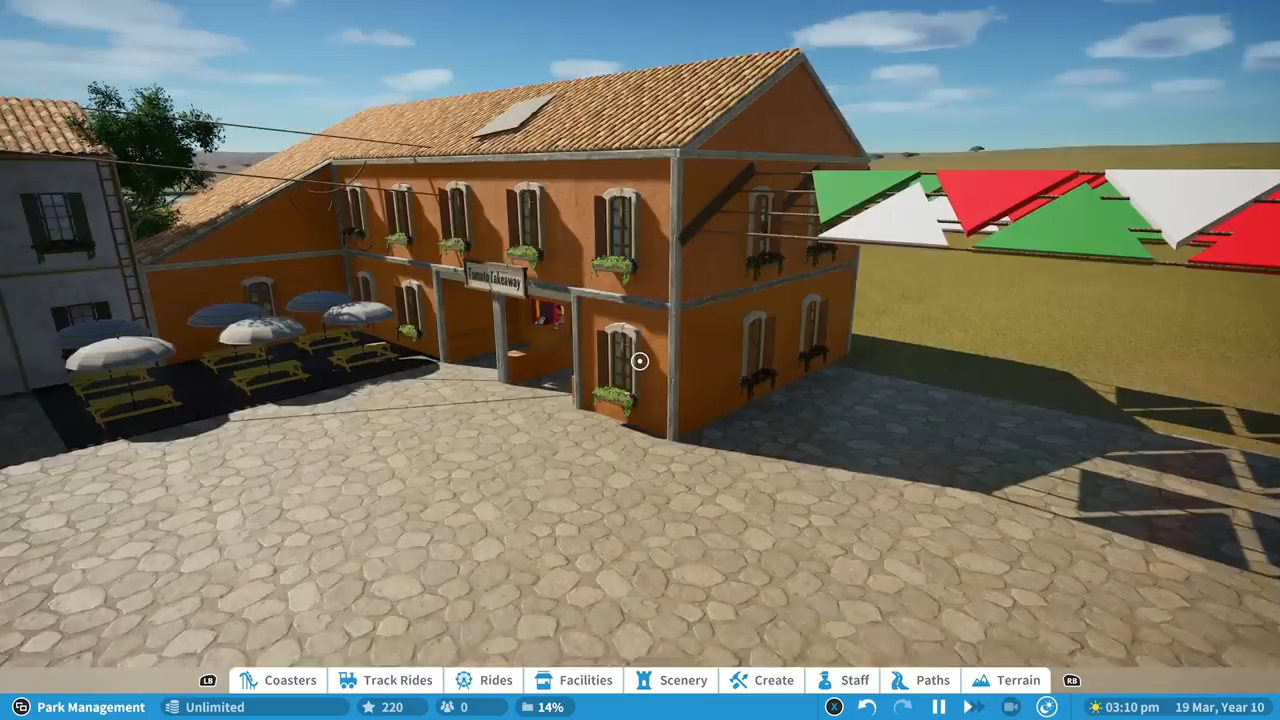 Tomato Takeaway
LB
Coasters
Track Rides
Rides
Facilities
Scenery
Create
Staff
Paths
Terrain
RB
Park Management
Unlimited
220
0
14%
X
03:10 pm
19 Mar, Year 10